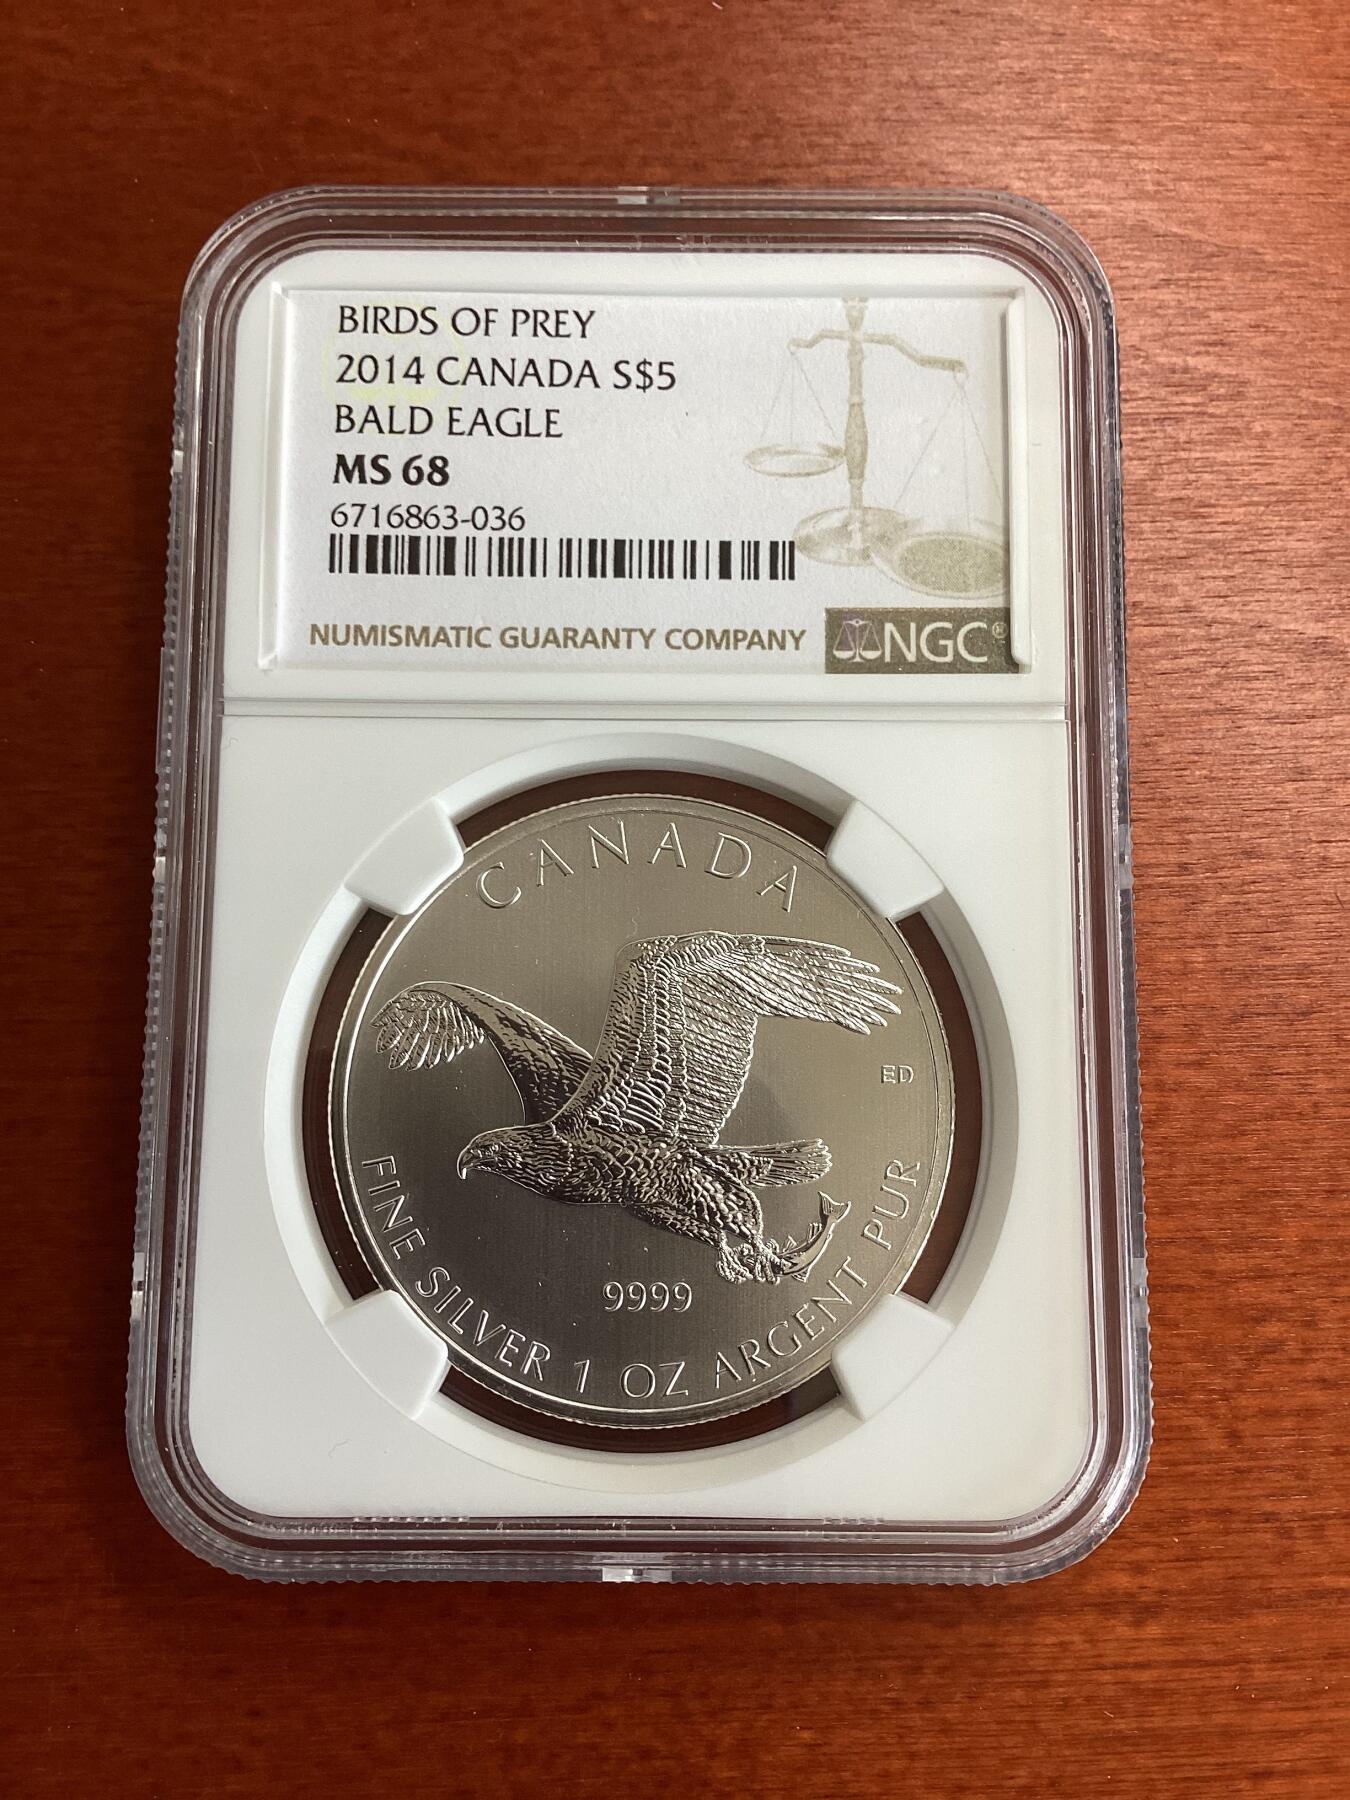 BIRDS OF PREY
2014 CANADA S$5
BALD EAGLE
MS 68
6716863-036
NUMISMATIC GUARANTY COMPANY
NGC®
CANADA
ED
9999
FINE SILVER 1 OZ ARGENT PUR